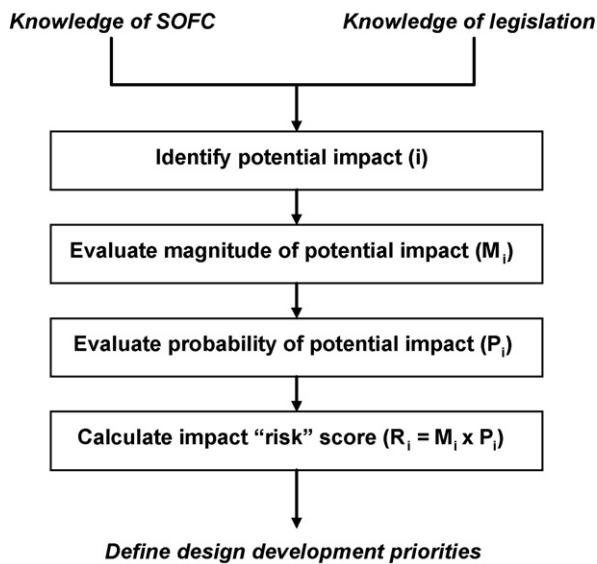 Knowledge of SOFC
Knowledge of legislation
Identify potential impact (i)
Evaluate magnitude of potential impact (Mi)
Evaluate probability of potential impact (Pi)
Calculate impact “risk” score (Ri = Mi x Pi)
Define design development priorities